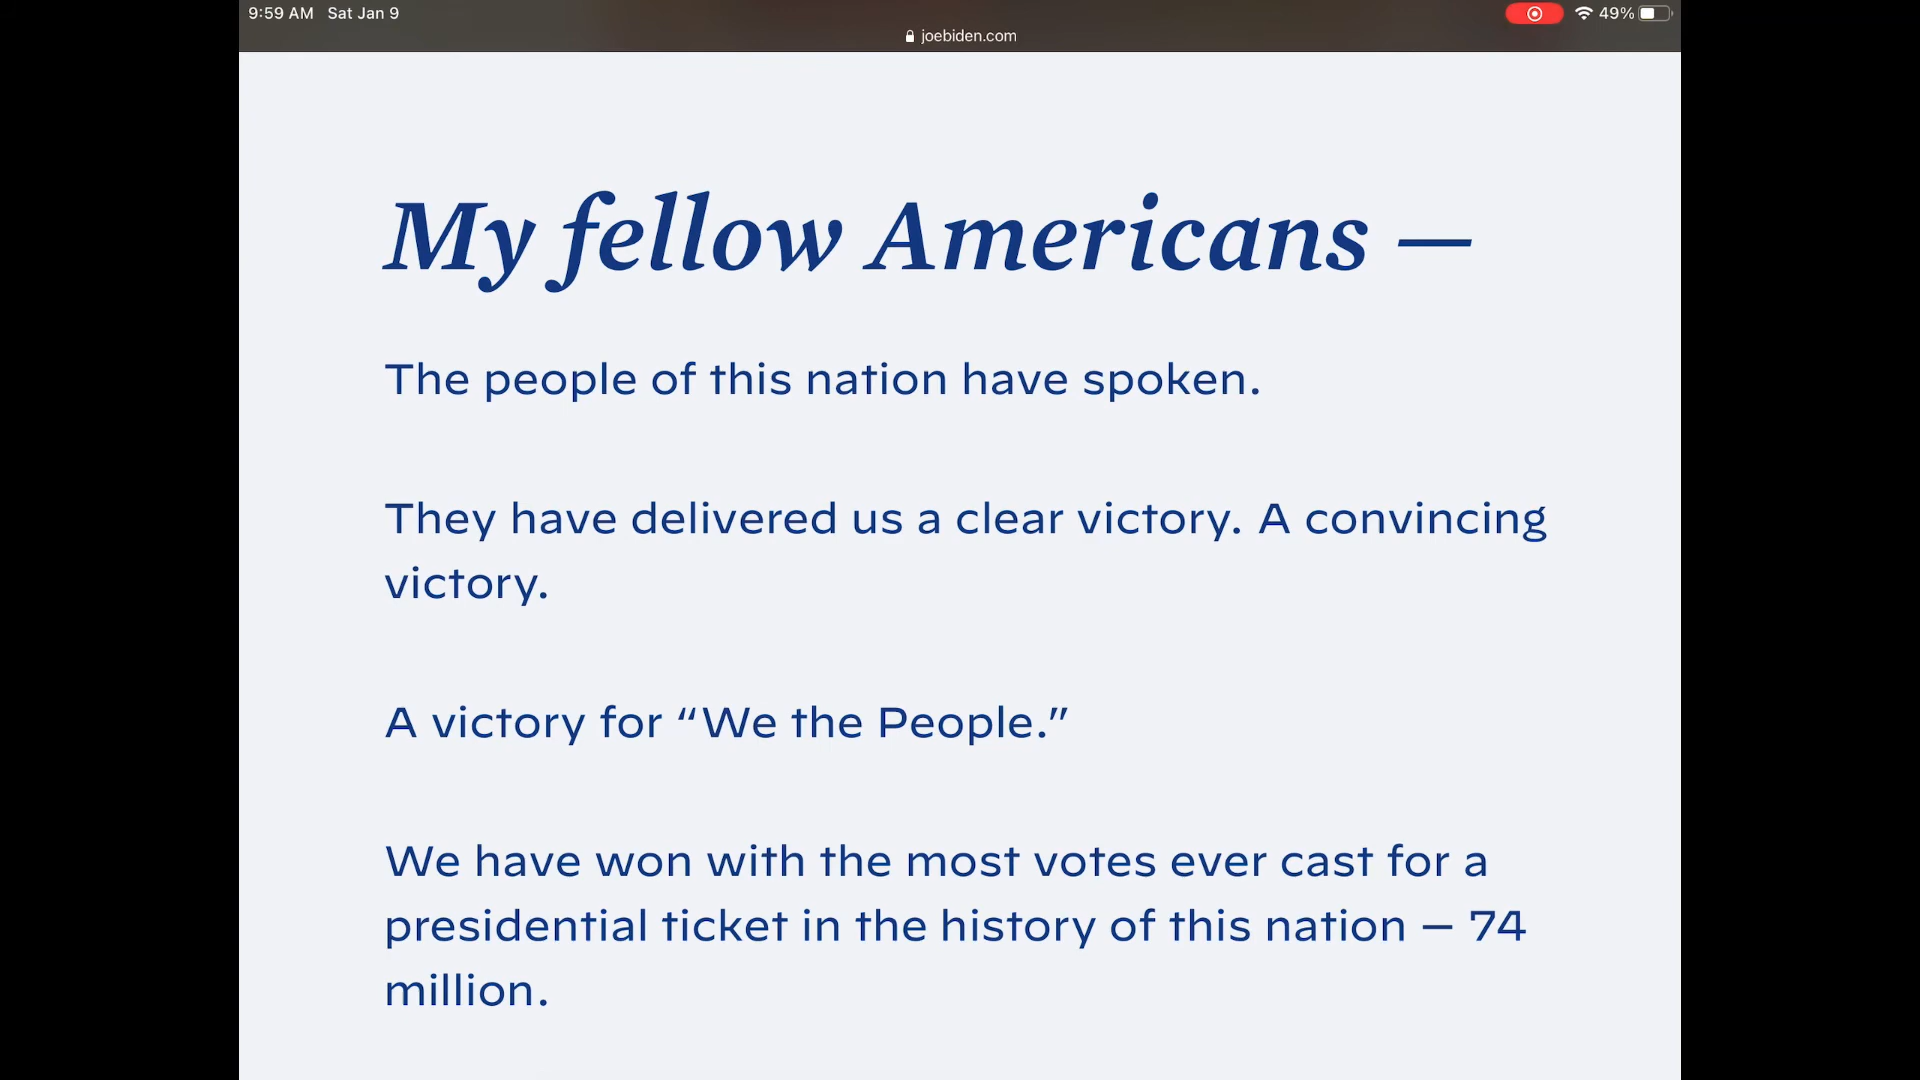 9:59 AM Sat Jan 9 49%
joebiden.com
My fellow Americans —
The people of this nation have spoken.
They have delivered us a clear victory. A convincing
victory.
A victory for “We the People.”
We have won with the most votes ever cast for a
presidential ticket in the history of this nation — 74
million.